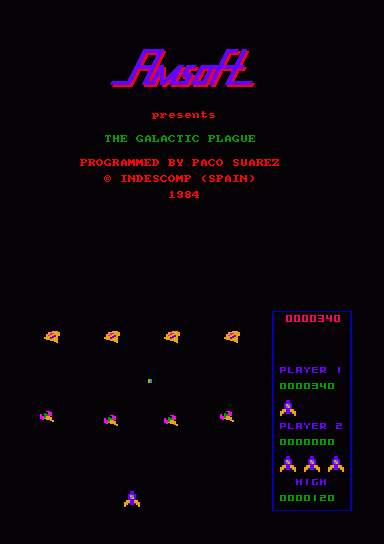 Amsoft
presents
THE GALACTIC PLAGUE
PROGRAMMED BY PACO SUAREZ
© INDESCOMP (SPAIN)
1984
0000340
PLAYER 1
0000340
PLAYER 2
0000000
HIGH
0000120